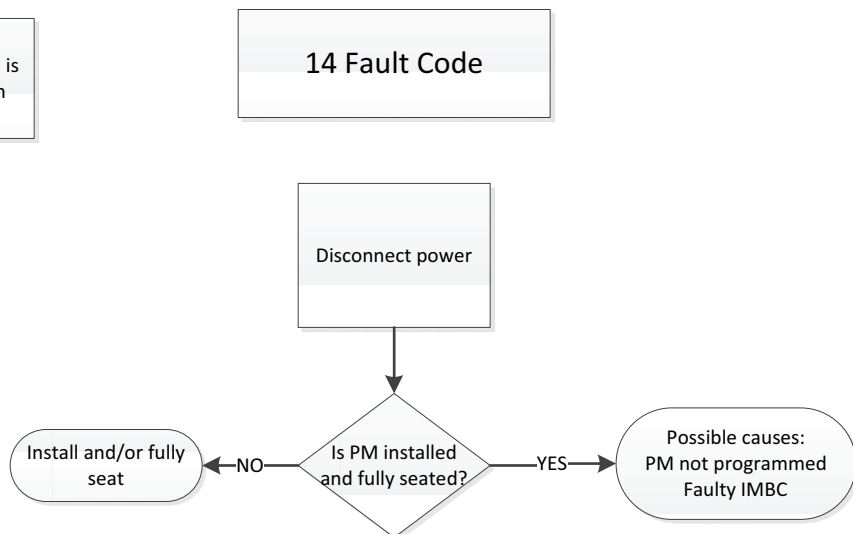 is
14 Fault Code
Disconnect power
Is PM installed
and fully seated?
NO
Install and/or fully
seat
YES
Possible causes:
PM not programmed
Faulty IMBC